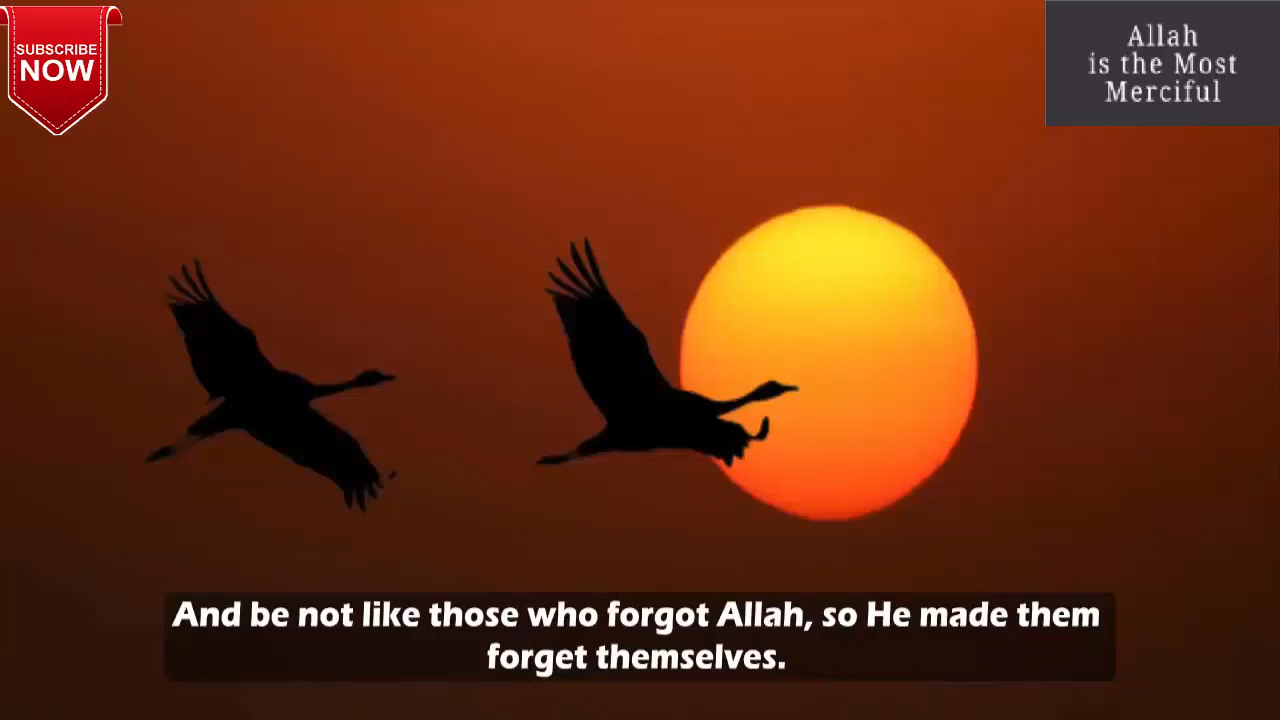 SUBSCRIBE
NOW
Allah
is the Most
Merciful
And be not like those who forgot Allah, so He made them
forget themselves.